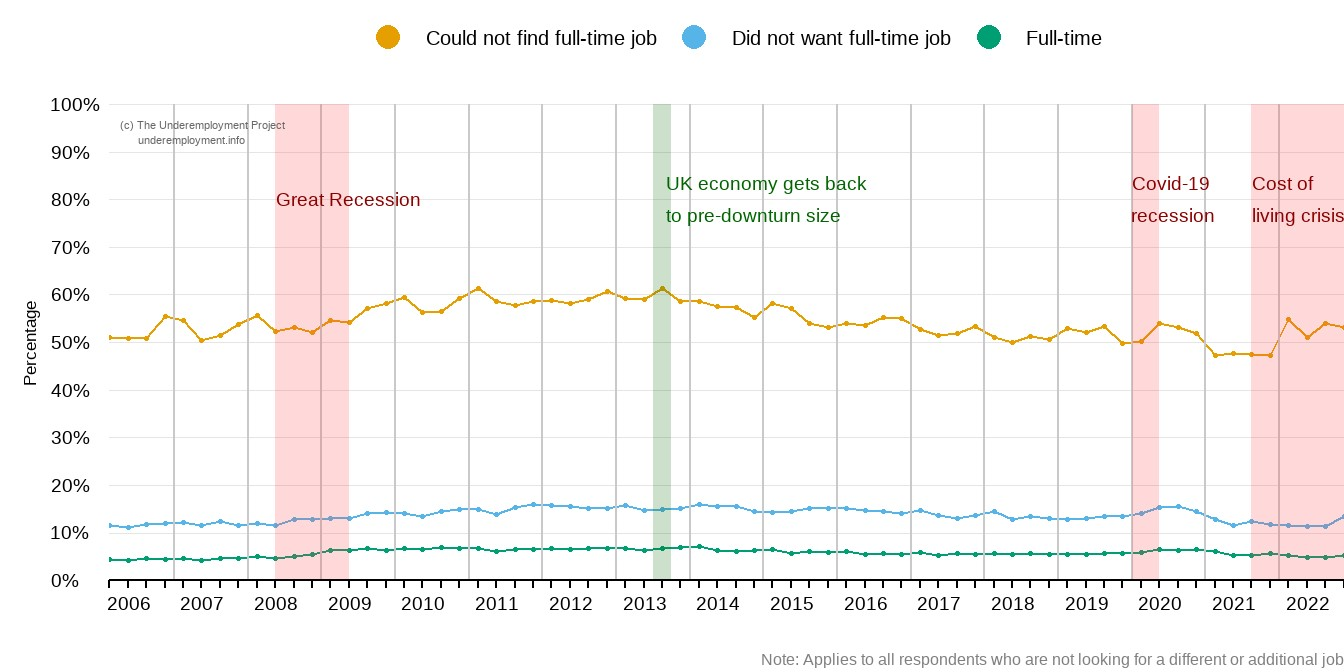 Could not find full-time job Did not want full-time job Full-time
100%
(c) The Underemployment Project
underemployment.info
90%
UK economy gets back
Covid-19
Cost of
80%
Great Recession
to pre-downturn size
recession
living crisis
70%
60%
50%
40%
30%
20%
10%
0%
Percentage
2006 2007 2008 2009 2010 2011 2012 2013 2014 2015 2016 2017 2018 2019 2020 2021 2022
Note: Applies to all respondents who are not looking for a different or additional job